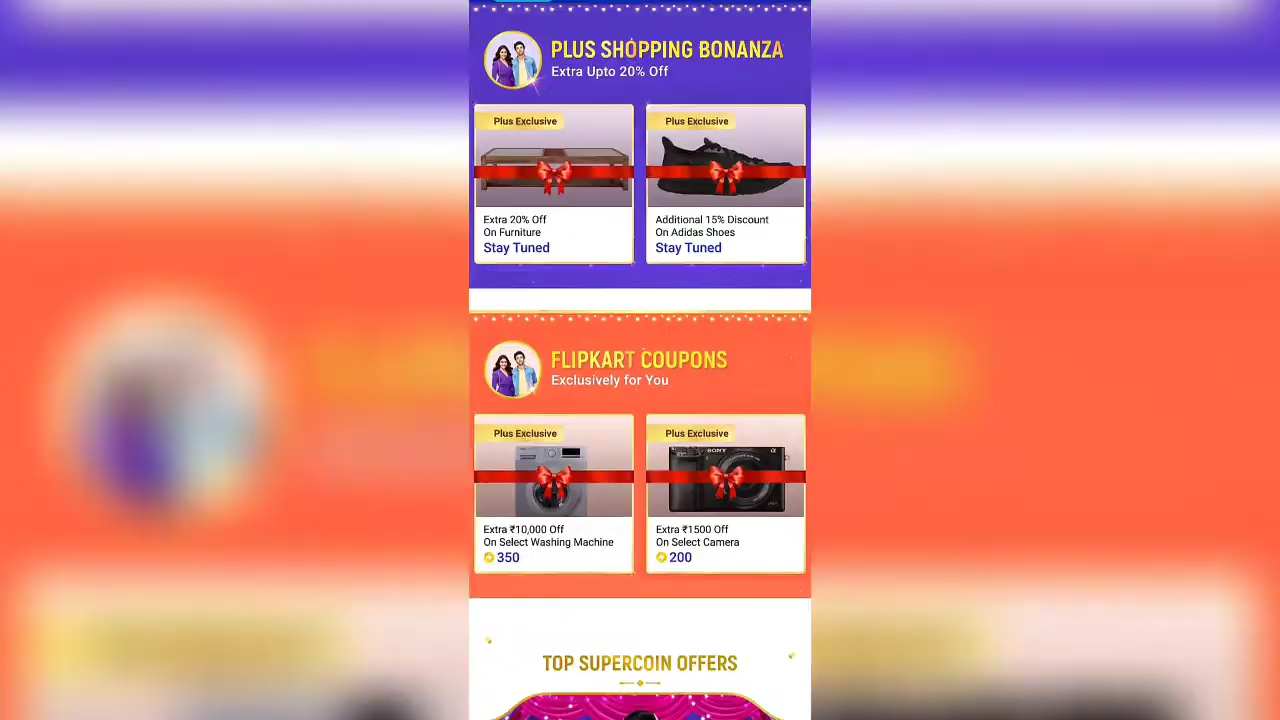 PLUS SHOPPING BONANZA
Extra Upto 20% Off
Plus Exclusive
Extra 20% Off
On Furniture
Stay Tuned
Plus Exclusive
Additional 15% Discount
On Adidas Shoes
Stay Tuned
FLIPKART COUPONS
Exclusively for You
Plus Exclusive
Extra ₹10,000 Off
On Select Washing Machine
350
Plus Exclusive
SONY
α
Extra ₹1500 Off
On Select Camera
200
TOP SUPERCOIN OFFERS